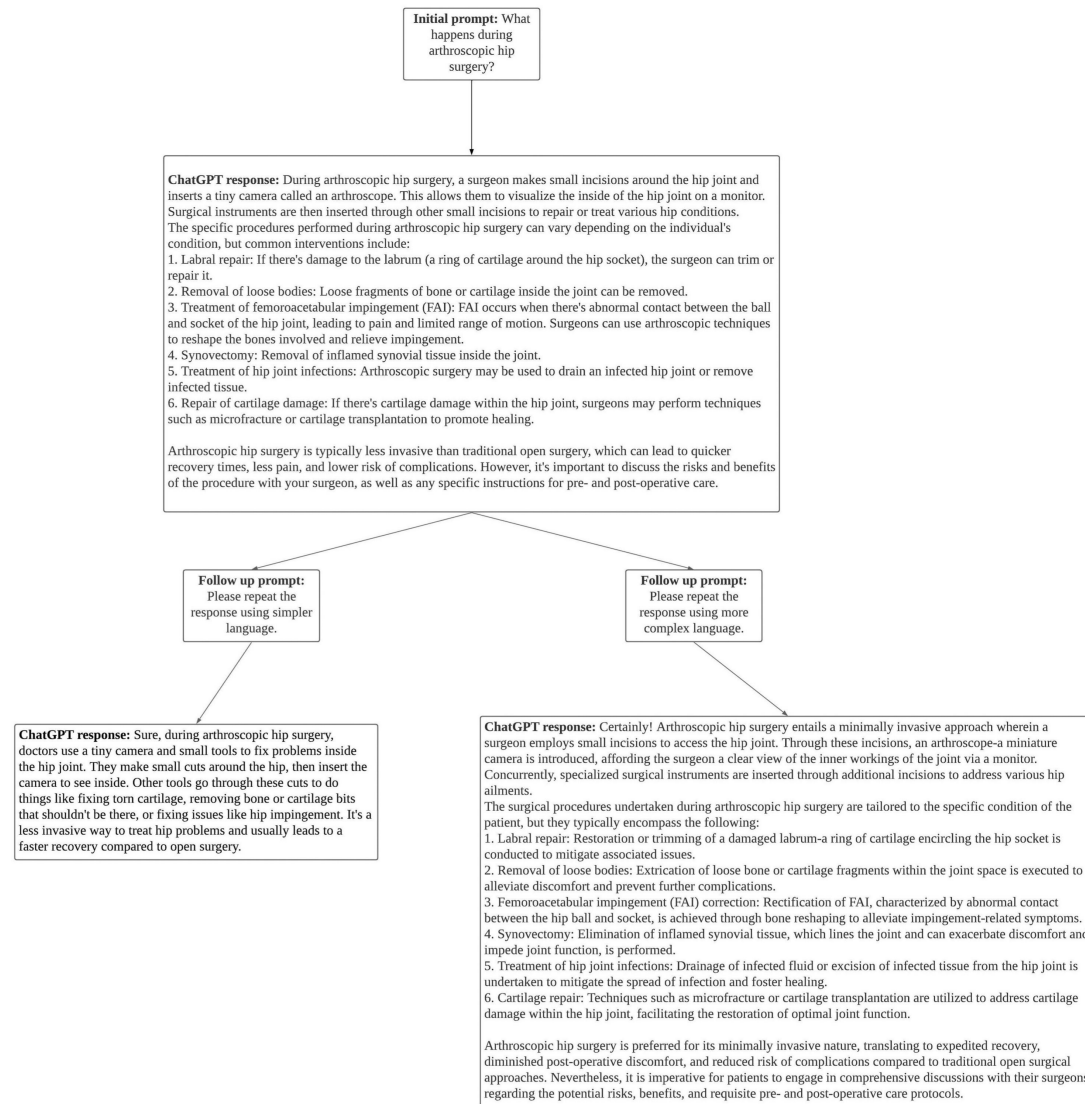 Initial prompt: What
happens during
arthroscopic hip
surgery?
ChatGPT response: During arthroscopic hip surgery, a surgeon makes small incisions around the hip joint and
inserts a tiny camera called an arthroscope. This allows them to visualize the inside of the hip joint on a monitor.
Surgical instruments are then inserted through other small incisions to repair or treat various hip conditions.
The specific procedures performed during arthroscopic hip surgery can vary depending on the individual's
condition, but common interventions include:
1. Labral repair: If there's damage to the labrum (a ring of cartilage around the hip socket), the surgeon can trim or
repair it.
2. Removal of loose bodies: Loose fragments of bone or cartilage inside the joint can be removed.
3. Treatment of femoroacetabular impingement (FAI): FAI occurs when there's abnormal contact between the ball
and socket of the hip joint, leading to pain and limited range of motion. Surgeons can use arthroscopic techniques
to reshape the bones involved and relieve impingement.
4. Synovectomy: Removal of inflamed synovial tissue inside the joint.
5. Treatment of hip joint infections: Arthroscopic surgery may be used to drain an infected hip joint or remove
infected tissue.
6. Repair of cartilage damage: If there's cartilage damage within the hip joint, surgeons may perform techniques
such as microfracture or cartilage transplantation to promote healing.
Arthroscopic hip surgery is typically less invasive than traditional open surgery, which can lead to quicker
recovery times, less pain, and lower risk of complications. However, it's important to discuss the risks and benefits
of the procedure with your surgeon, as well as any specific instructions for pre- and post-operative care.
Follow up prompt:
Please repeat the
response using simpler
language.
Follow up prompt:
Please repeat the
response using more
complex language.
ChatGPT response: Sure, during arthroscopic hip surgery,
doctors use a tiny camera and small tools to fix problems inside
the hip joint. They make small cuts around the hip, then insert the
camera to see inside. Other tools go through these cuts to do
things like fixing torn cartilage, removing bone or cartilage bits
that shouldn't be there, or fixing issues like hip impingement. It's a
less invasive way to treat hip problems and usually leads to a
faster recovery compared to open surgery.
ChatGPT response: Certainly! Arthroscopic hip surgery entails a minimally invasive approach wherein a
surgeon employs small incisions to access the hip joint. Through these incisions, an arthroscope-a miniature
camera is introduced, affording the surgeon a clear view of the inner workings of the joint via a monitor.
Concurrently, specialized surgical instruments are inserted through additional incisions to address various hip
ailments.
The surgical procedures undertaken during arthroscopic hip surgery are tailored to the specific condition of the
patient, but they typically encompass the following:
1. Labral repair: Restoration or trimming of a damaged labrum-a ring of cartilage encircling the hip socket is
conducted to mitigate associated issues.
2. Removal of loose bodies: Extrication of loose bone or cartilage fragments within the joint space is executed to
alleviate discomfort and prevent further complications.
3. Femoroacetabular impingement (FAI) correction: Rectification of FAI, characterized by abnormal contact
between the hip ball and socket, is achieved through bone reshaping to alleviate impingement-related symptoms.
4. Synovectomy: Elimination of inflamed synovial tissue, which lines the joint and can exacerbate discomfort and
impede joint function, is performed.
5. Treatment of hip joint infections: Drainage of infected fluid or excision of infected tissue from the hip joint is
undertaken to mitigate the spread of infection and foster healing.
6. Cartilage repair: Techniques such as microfracture or cartilage transplantation are utilized to address cartilage
damage within the hip joint, facilitating the restoration of optimal joint function.
Arthroscopic hip surgery is preferred for its minimally invasive nature, translating to expedited recovery,
diminished post-operative discomfort, and reduced risk of complications compared to traditional open surgical
approaches. Nevertheless, it is imperative for patients to engage in comprehensive discussions with their surgeons
regarding the potential risks, benefits, and requisite pre- and post-operative care protocols.